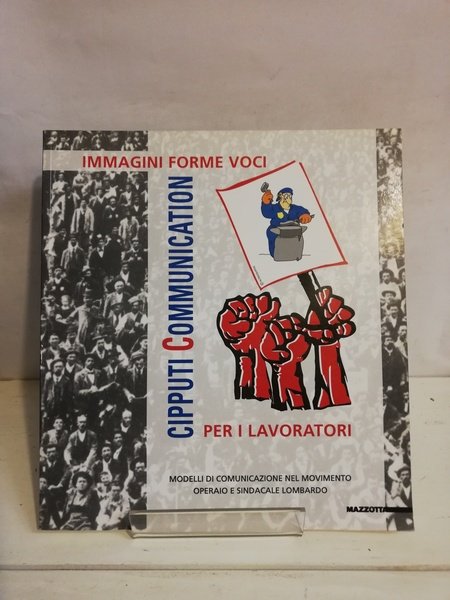 IMMAGINI FORME VOCI
CIPPUTI COMMUNICATION
PER I LAVORATORI
MODELLI DI COMUNICAZIONE NEL MOVIMENTO
OPERAIO E SINDACALE LOMBARDO
MAZZOTTA